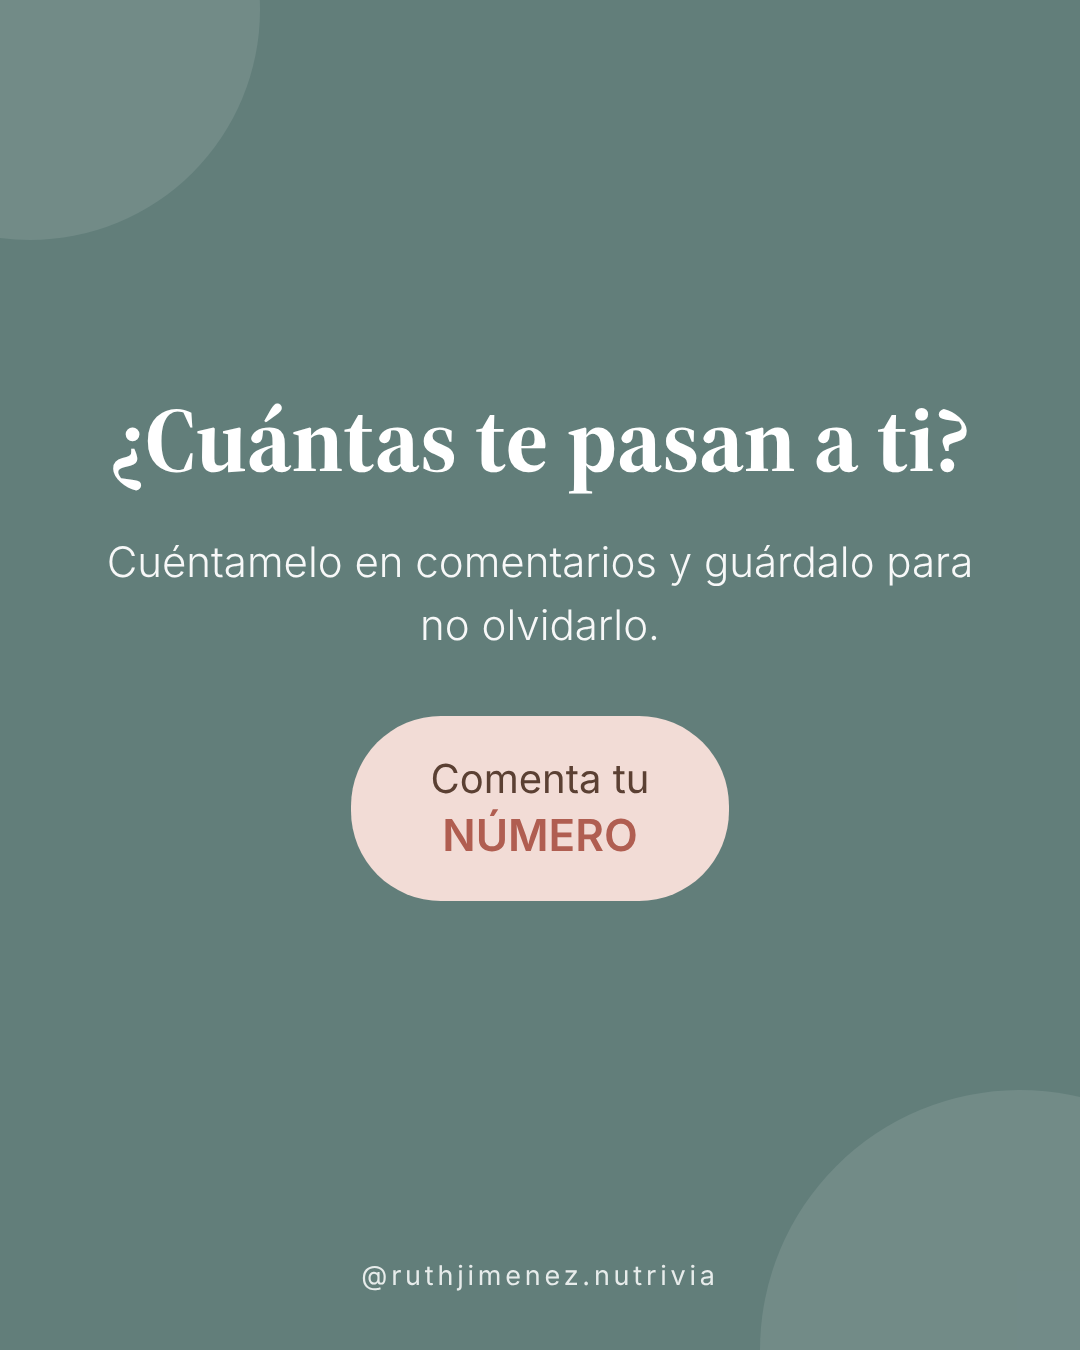 ¿Cuántas te pasan a ti?
Cuéntamelo en comentarios y guárdalo para
no olvidarlo.
Comenta tu
NÚMERO
@ruthjimenez.nutrivia